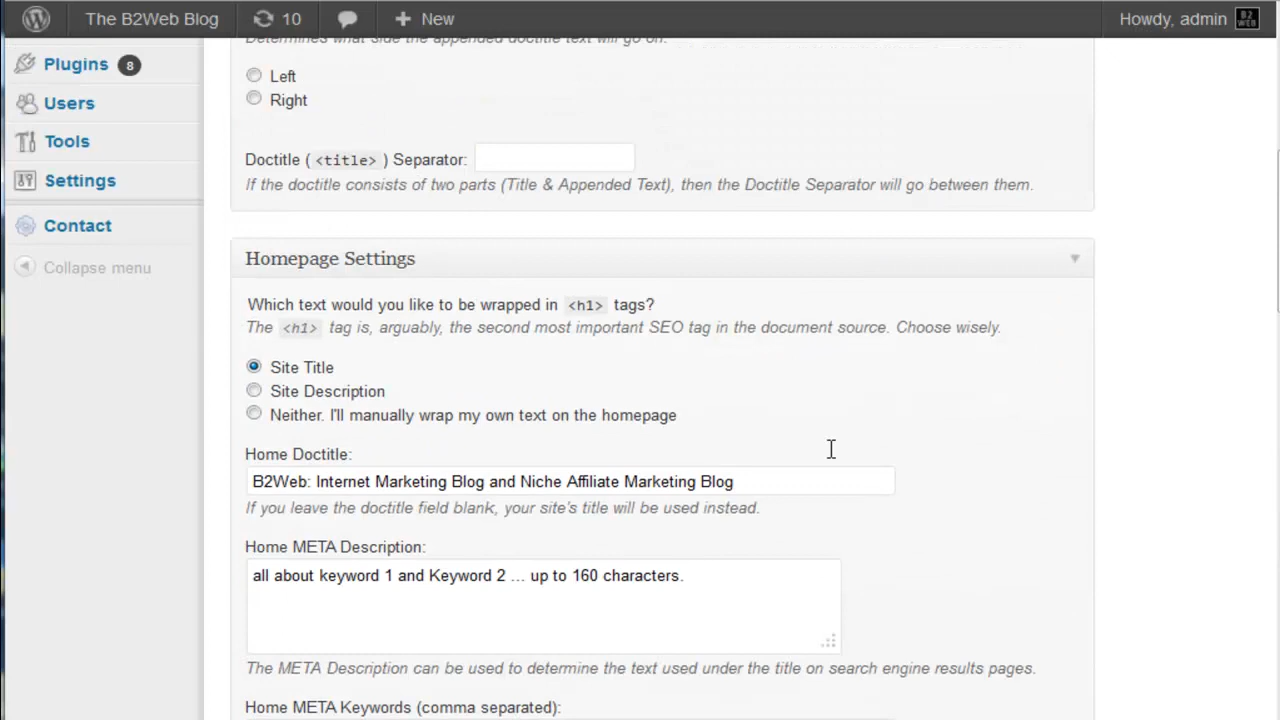 The B2Web Blog 10 New Howdy, admin B2 WEB
Plugins 8
Users
Tools
Settings
Contact
Collapse menu
Determines what side the appended doctitle text will go on.
Left
Right
Doctitle ( <title> ) Separator:
If the doctitle consists of two parts (Title & Appended Text), then the Doctitle Separator will go between them.
Homepage Settings
Which text would you like to be wrapped in <h1> tags?
The <h1> tag is, arguably, the second most important SEO tag in the document source. Choose wisely.
Site Title
Site Description
Neither. I'll manually wrap my own text on the homepage
Home Doctitle:
B2Web: Internet Marketing Blog and Niche Affiliate Marketing Blog
If you leave the doctitle field blank, your site's title will be used instead.
Home META Description:
all about keyword 1 and Keyword 2 ... up to 160 characters.
The META Description can be used to determine the text used under the title on search engine results pages.
Home META Keywords (comma separated):